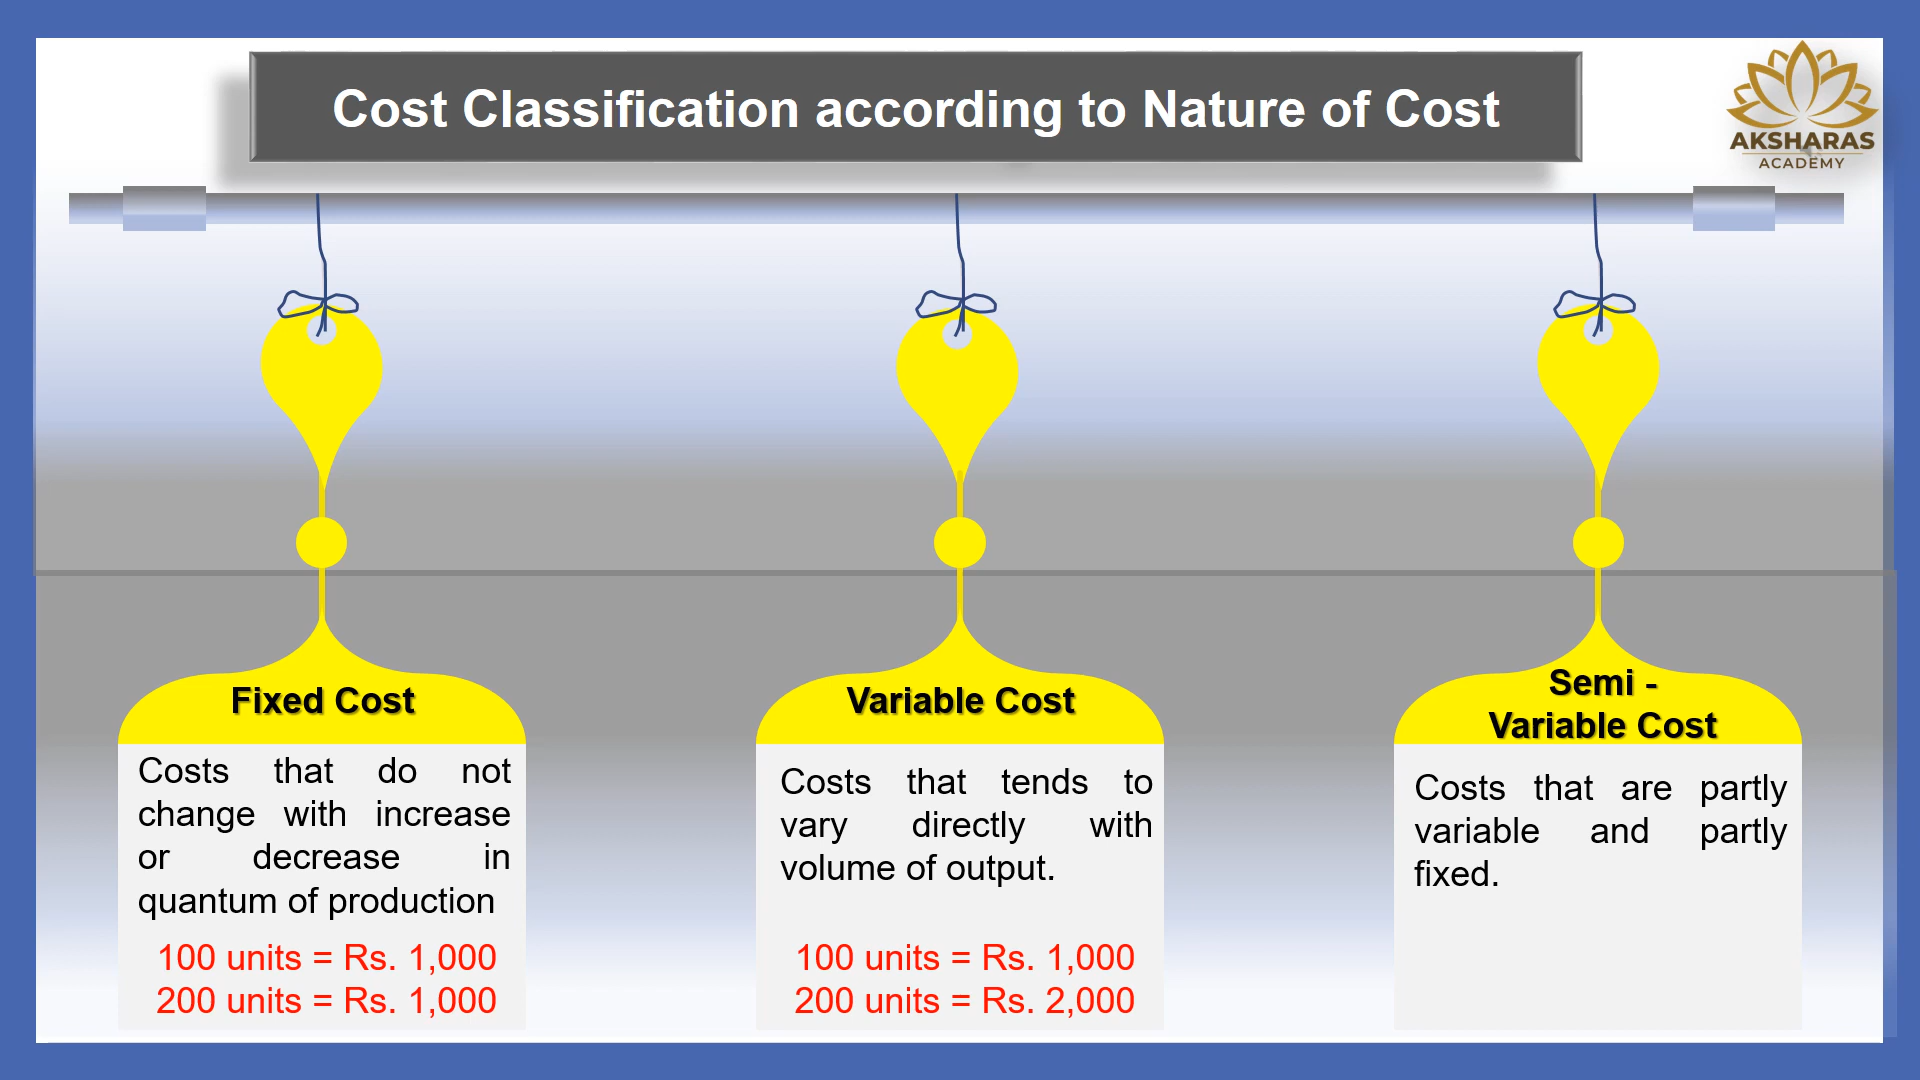 Cost Classification according to Nature of Cost
AKSHARAS
ACADEMY
Fixed Cost
Costs that do not
change with increase
or decrease in
quantum of production
100 units = Rs. 1,000
200 units = Rs. 1,000
Variable Cost
Costs that tends to
vary directly with
volume of output.
100 units = Rs. 1,000
200 units = Rs. 2,000
Semi -
Variable Cost
Costs that are partly
variable and partly
fixed.